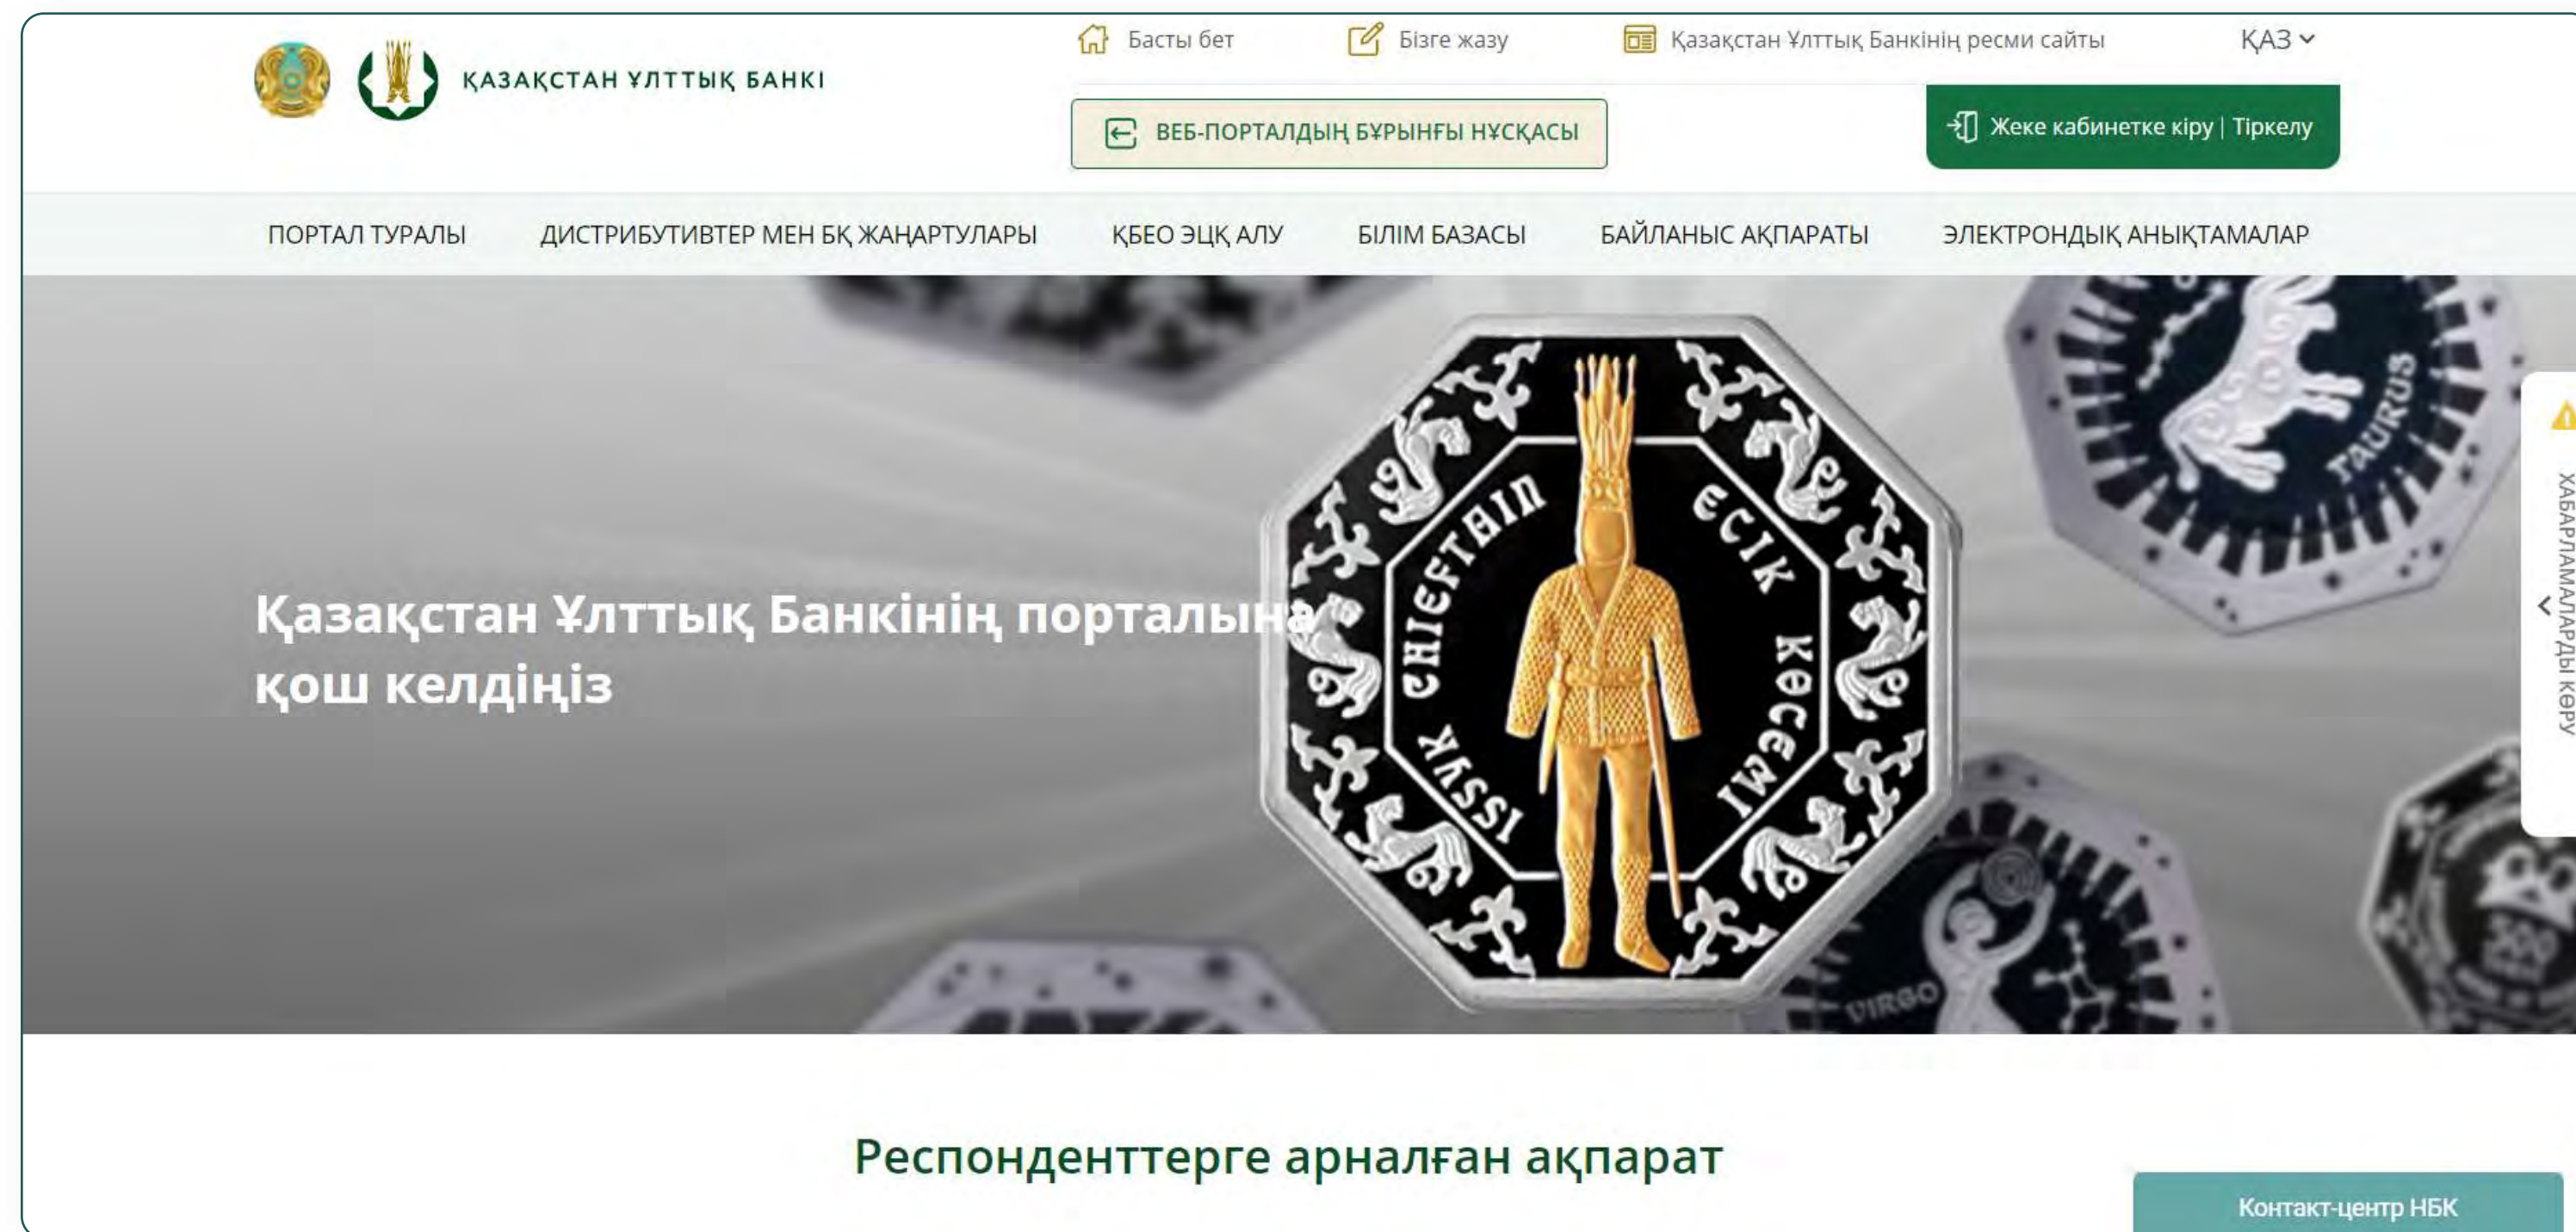 ҚАЗАҚСТАН ҰЛТТЫҚ БАНКІ
Басты бет
Бізге жазу
Қазақстан Ұлттық Банкінің ресми сайты
ҚАЗ
ВЕБ-ПОРТАЛДЫҢ БҰРЫНҒЫ НҰСҚАСЫ
Жеке кабинетке кіру | Тіркелу
ПОРТАЛ ТУРАЛЫ
ДИСТРИБУТИВТЕР МЕН БҚ ЖАҢАРТУЛАРЫ
ҚБЕО ЭЦҚ АЛУ
БІЛІМ БАЗАСЫ
БАЙЛАНЫС АҚПАРАТЫ
ЭЛЕКТРОНДЫҚ АНЫҚТАМАЛАР
Қазақстан Ұлттық Банкінің порталына
қош келдіңіз
ISSYK CHIEFTAIN
ЕСІК КӨСЕМІ
TAURUS
VIRGO
500
ХАБАРЛАМАЛАРДЫ КӨРУ
Респонденттерге арналған ақпарат
Контакт-центр НБК